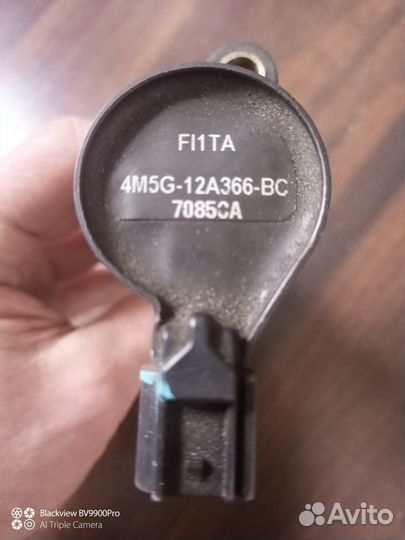 FI1TA
4M5G-12A366-BC
7085CA
Blackview BV9900Pro
AI Triple Camera
Avito